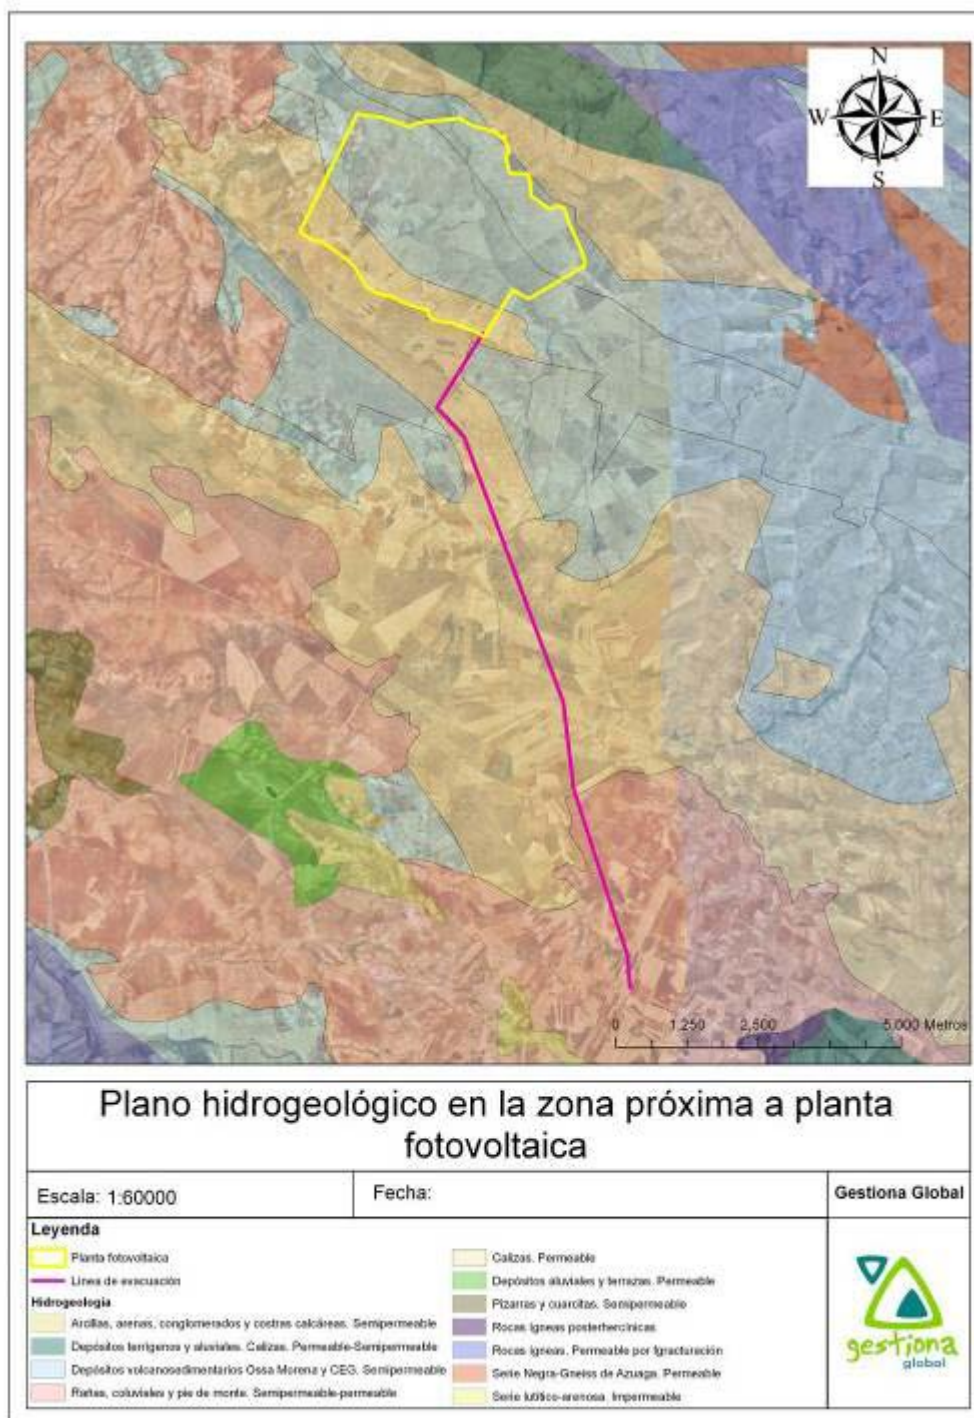 N
W E
S
0 1.250 2,500 5.000 Metros
Plano hidrogeológico en la zona próxima a planta
fotovoltaica
Escala: 1:60000
Fecha:
Gestiona Global
Leyenda
Planta fotovoltaica
Linea de evacuación
Hidrogeologia
Arcillas, arenas, conglomerados y costras calcáreas. Semipermeable
Depósitos terrígenos y aluviales. Calizas. Permeable-Semipermeable
Depósitos volcanosedimentarios Ossa Morena y CEG. Semipermeable
Rañas, coluviales y pie de monte. Semipermeable-permeable
Calizas. Permeable
Depósitos aluviales y terrazas. Permeable
Pizarras y cuarcitas. Semipermeable
Rocas ígneas posthercínicas
Rocas ígneas. Permeable por fgracturación
Serie Negra-Gneiss de Azuaga. Permeable
Serie lutítico-arenosa. Impermeable
gestiona
global